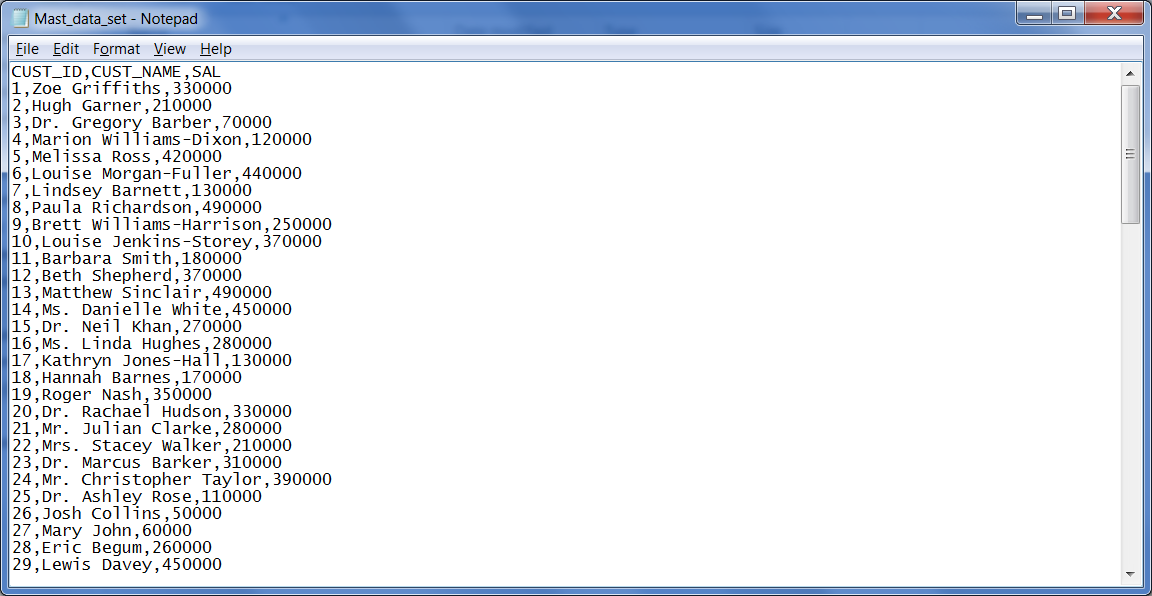 Mast_data_set - Notepad
File Edit Format View Help
CUST_ID,CUST_NAME,SAL
1,Zoe Griffiths,330000
2,Hugh Garner,210000
3,Dr. Gregory Barber,70000
4,Marion Williams-Dixon,120000
5,Melissa Ross,420000
6,Louise Morgan-Fuller,440000
7,Lindsey Barnett,130000
8,Paula Richardson,490000
9,Brett Williams-Harrison,250000
10,Louise Jenkins-Storey,370000
11,Barbara Smith,180000
12,Beth Shepherd,370000
13,Matthew Sinclair,490000
14,Ms. Danielle White,450000
15,Dr. Neil Khan,270000
16,Ms. Linda Hughes,280000
17,Kathryn Jones-Hall,130000
18,Hannah Barnes,170000
19,Roger Nash,350000
20,Dr. Rachael Hudson,330000
21,Mr. Julian Clarke,280000
22,Mrs. Stacey Walker,210000
23,Dr. Marcus Barker,310000
24,Mr. Christopher Taylor,390000
25,Dr. Ashley Rose,110000
26,Josh Collins,50000
27,Mary John,60000
28,Eric Begum,260000
29,Lewis Davey,450000